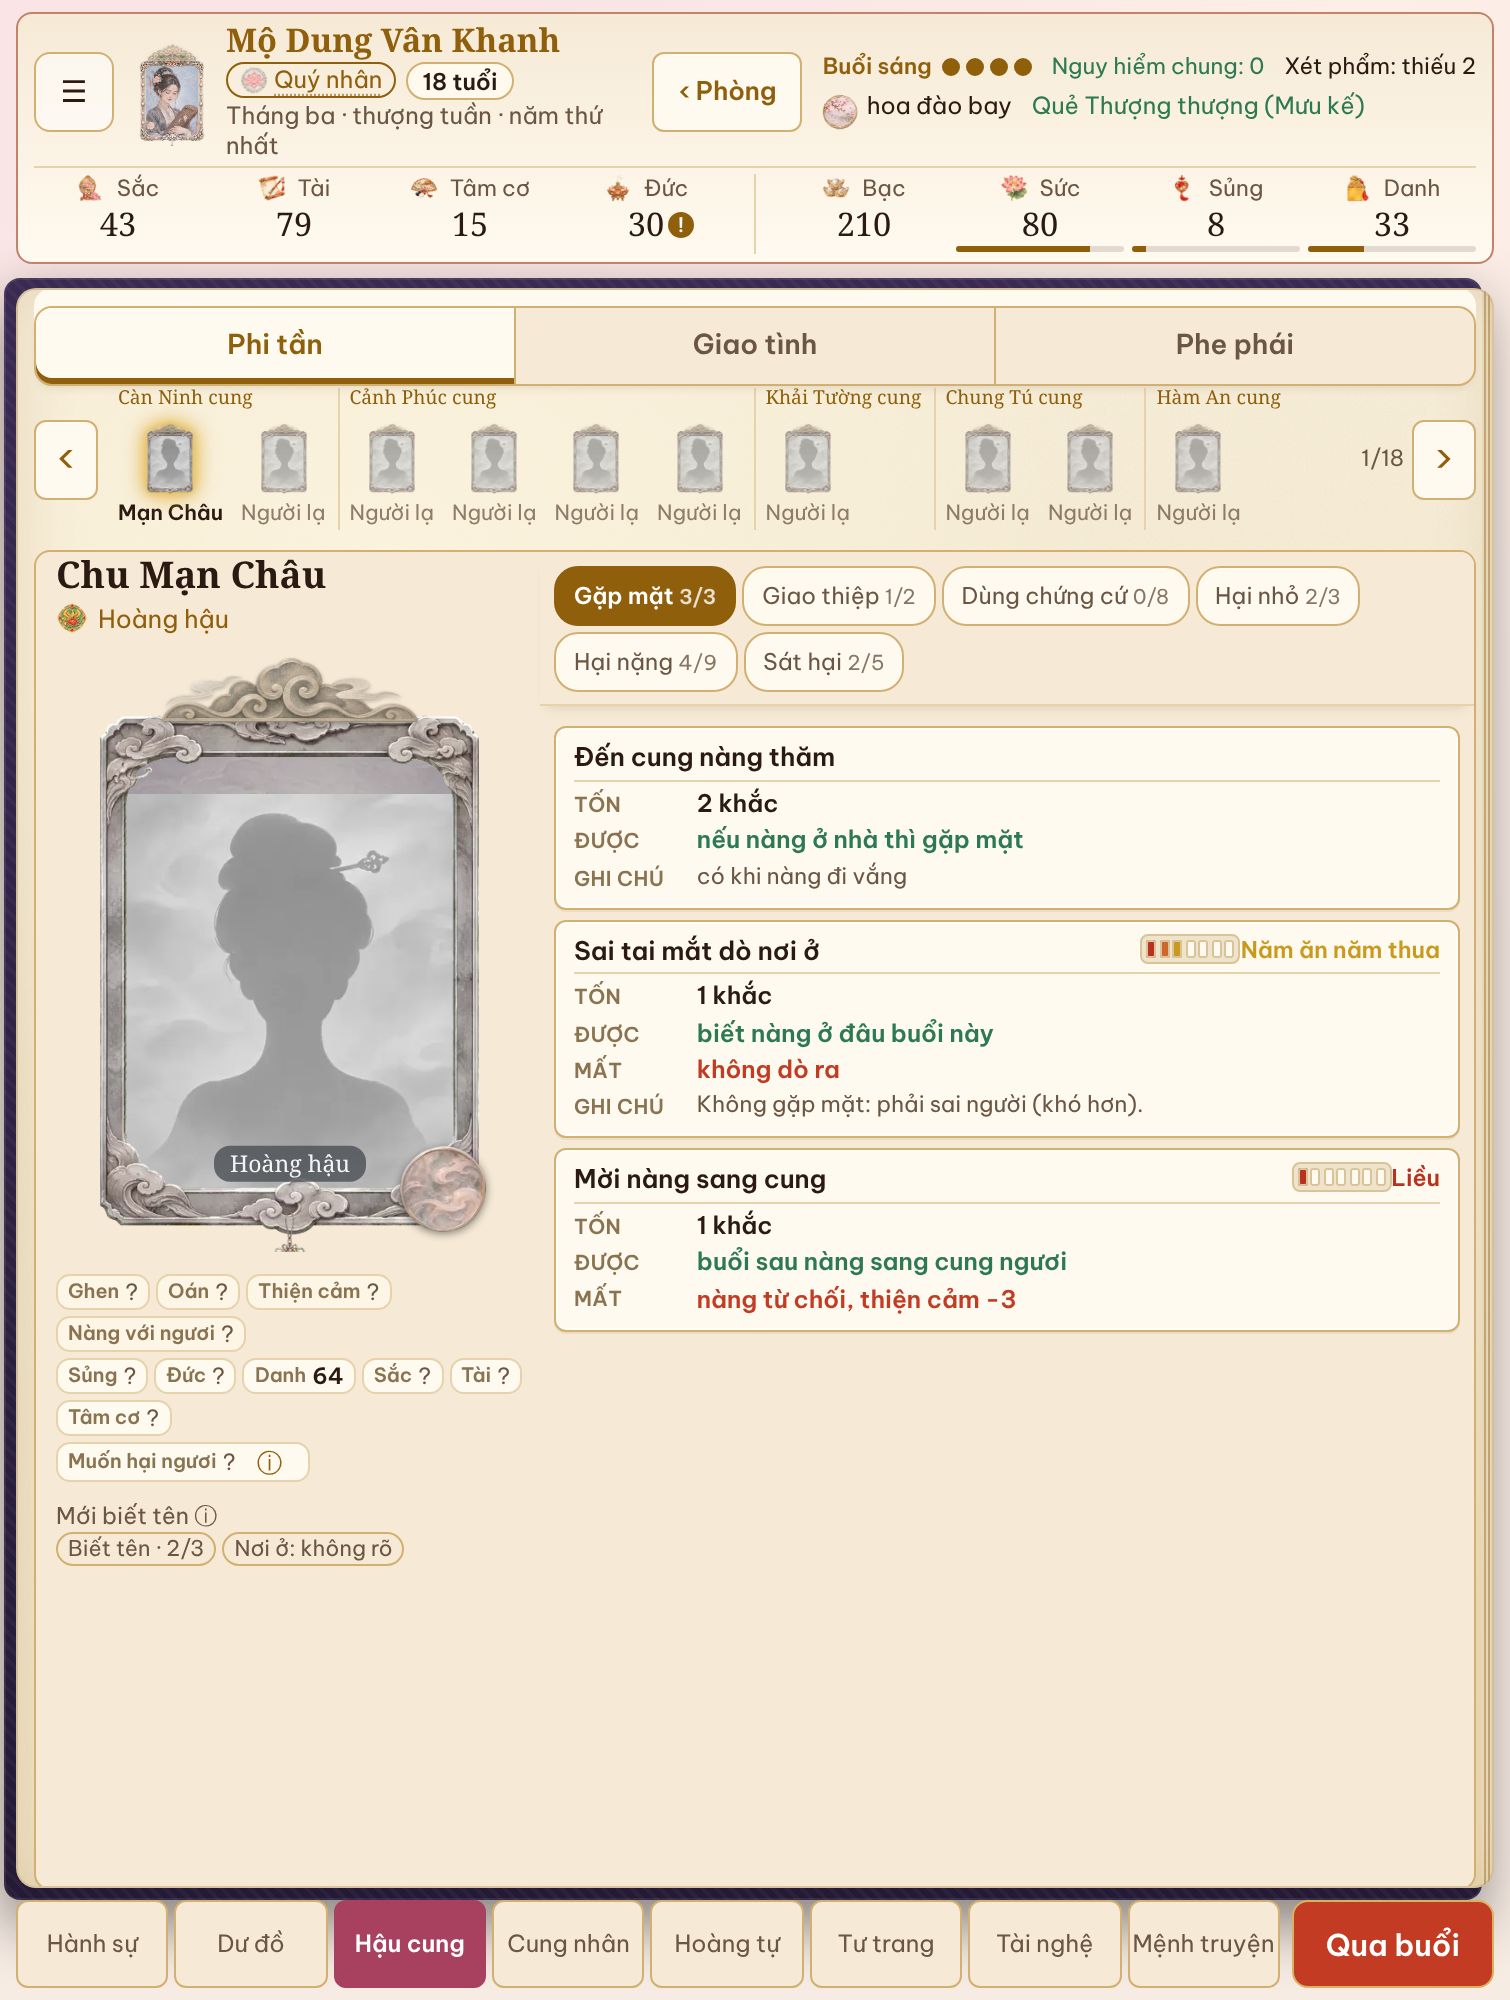 ☰
Mộ Dung Vân Khanh
Quý nhân
18 tuổi
Tháng ba · thượng tuần · năm thứ
nhất
‹ Phòng
Buổi sáng
Nguy hiểm chung: 0
Xét phẩm: thiếu 2
hoa đào bay
Quẻ Thượng thượng (Mưu kế)
Sắc
43
Tài
79
Tâm cơ
15
Đức
30 !
Bạc
210
Sức
80
Sủng
8
Danh
33
Phi tần
Giao tình
Phe phái
Càn Ninh cung
Cảnh Phúc cung
Khải Tường cung
Chung Tú cung
Hàm An cung
‹
Mạn Châu
Người lạ
Người lạ
Người lạ
Người lạ
Người lạ
Người lạ
Người lạ
Người lạ
Người lạ
1/18
›
Chu Mạn Châu
Hoàng hậu
Hoàng hậu
Ghen ?
Oán ?
Thiện cảm ?
Nàng với ngươi ?
Sủng ?
Đức ?
Danh 64
Sắc ?
Tài ?
Tâm cơ ?
Muốn hại ngươi ? ⓘ
Mới biết tên ⓘ
Biết tên · 2/3
Nơi ở: không rõ
Gặp mặt 3/3
Giao thiệp 1/2
Dùng chứng cứ 0/8
Hại nhỏ 2/3
Hại nặng 4/9
Sát hại 2/5
Đến cung nàng thăm
TỐN 2 khắc
ĐƯỢC nếu nàng ở nhà thì gặp mặt
GHI CHÚ có khi nàng đi vắng
Sai tai mắt dò nơi ở
Năm ăn năm thua
TỐN 1 khắc
ĐƯỢC biết nàng ở đâu buổi này
MẤT không dò ra
GHI CHÚ Không gặp mặt: phải sai người (khó hơn).
Mời nàng sang cung
Liều
TỐN 1 khắc
ĐƯỢC buổi sau nàng sang cung ngươi
MẤT nàng từ chối, thiện cảm -3
Hành sự
Dư đồ
Hậu cung
Cung nhân
Hoàng tự
Tư trang
Tài nghệ
Mệnh truyện
Qua buổi